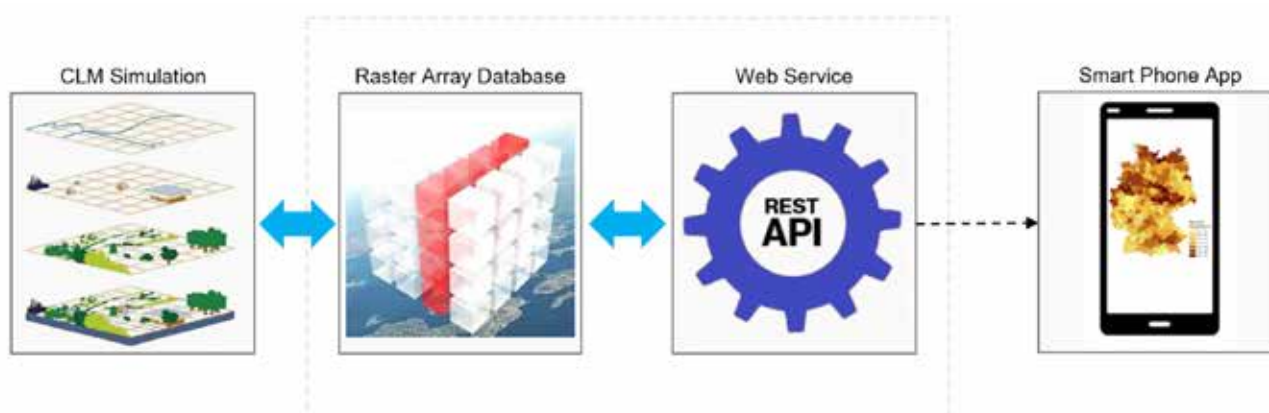 CLM Simulation
Raster Array Database
Web Service
Smart Phone App
REST
API